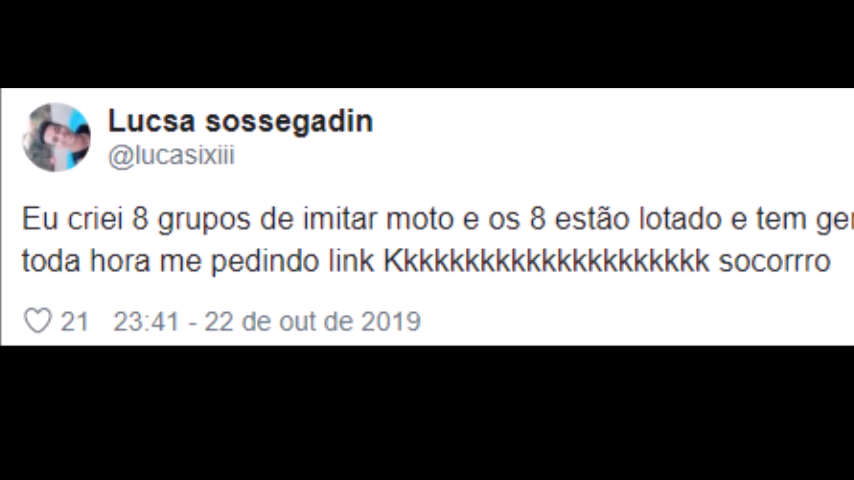 Lucsa sossegadin
@lucasixiii
Eu criei 8 grupos de imitar moto e os 8 estão lotado e tem
toda hora me pedindo link Kkkkkkkkkkkkkkkkkkkkk socorrro
21 23:41 - 22 de out de 2019